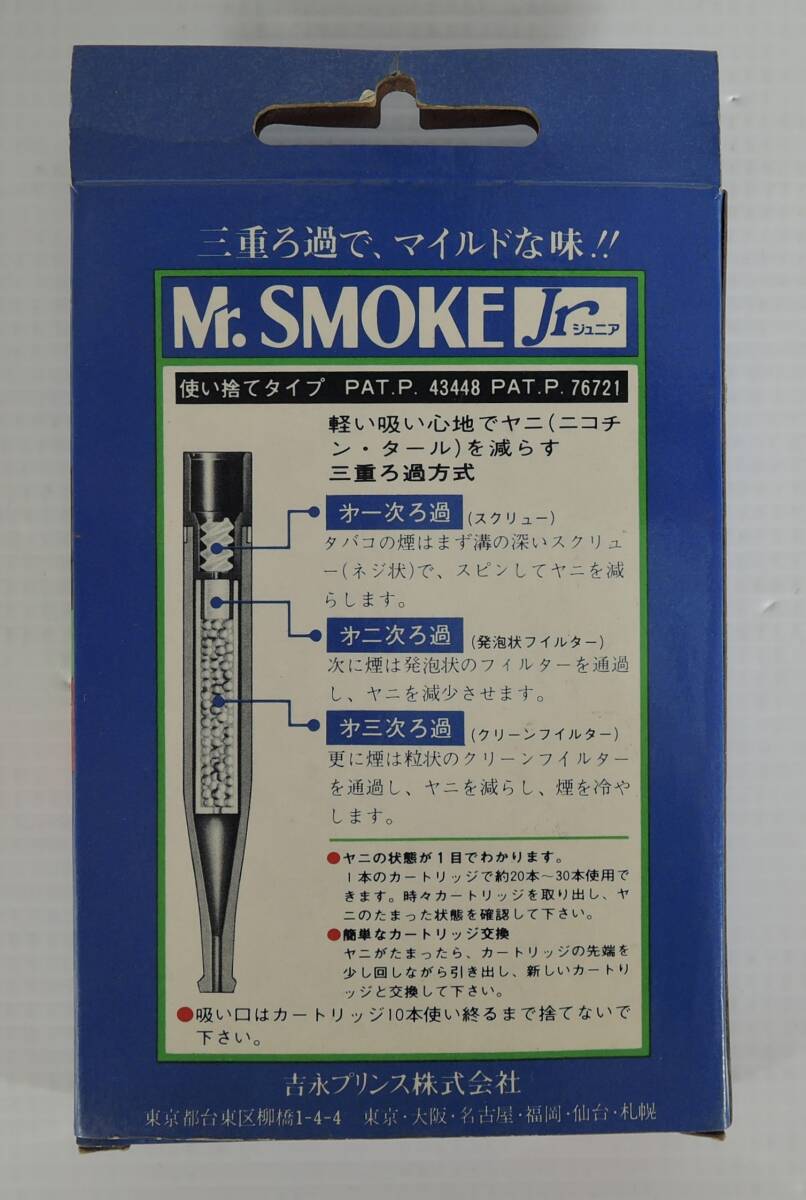 三重ろ過で、マイルドな味!!
Mr. SMOKE Jr ジュニア
使い捨てタイプ PAT.P. 43448 PAT.P. 76721
軽い吸い心地でヤニ(ニコチ
ン・タール)を減らす
三重ろ過方式
㐧一次ろ過 (スクリュー)
タバコの煙はまず溝の深いスクリュ
ー(ネジ状)で、スピンしてヤニを減
らします。
㐧二次ろ過 (発泡状フイルター)
次に煙は発泡状のフィルターを通過
し、ヤニを減少させます。
㐧三次ろ過 (クリーンフイルター)
更に煙は粒状のクリーンフイルター
を通過し、ヤニを減らし、煙を冷や
します。
●ヤニの状態が1目でわかります。
1本のカートリッジで約20本〜30本使用で
きます。時々カートリッジを取り出し、ヤ
ニのたまった状態を確認して下さい。
●簡単なカートリッジ交換
ヤニがたまったら、カートリッジの先端を
少し回しながら引き出し、新しいカートリ
ッジと交換して下さい。
●吸い口はカートリッジ10本使い終るまで捨てないで
下さい。
吉永プリンス株式会社
東京都台東区柳橋1-4-4 東京・大阪・名古屋・福岡・仙台・札幌